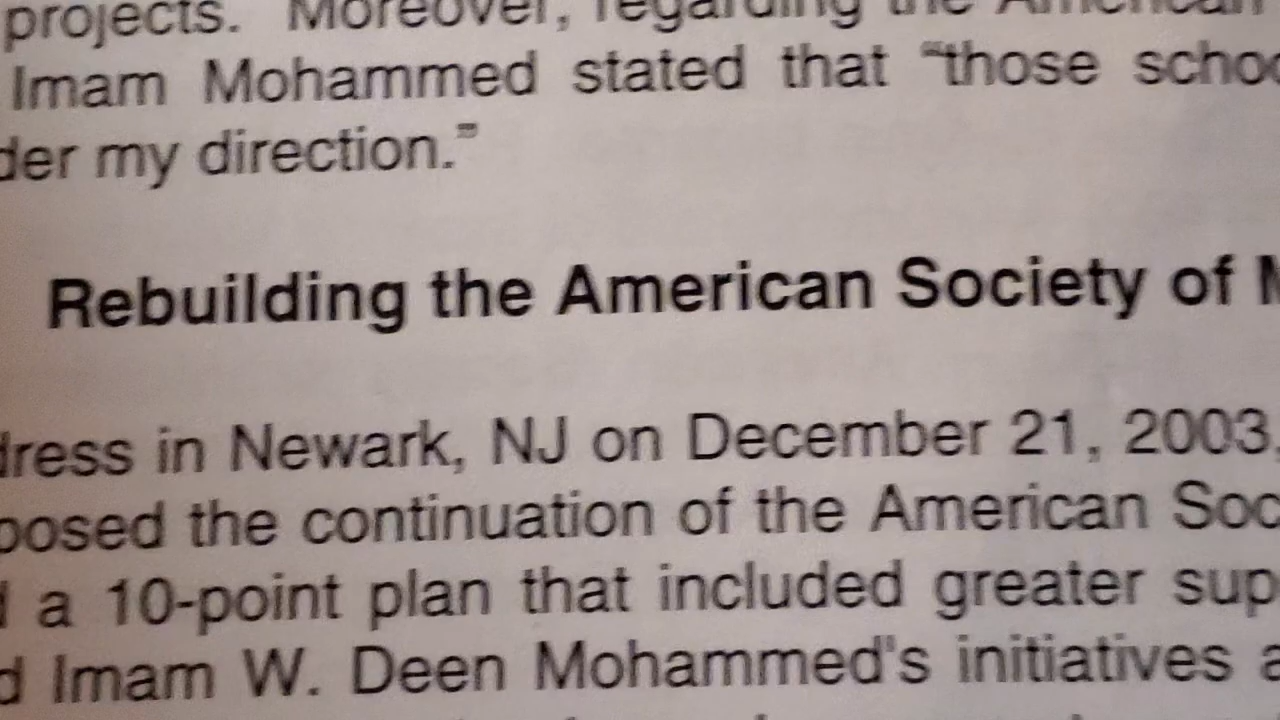 projects. Moreover, regarding the American
Imam Mohammed stated that “those schoo
der my direction.”
Rebuilding the American Society of M
dress in Newark, NJ on December 21, 2003,
posed the continuation of the American Soc
a 10-point plan that included greater sup
d Imam W. Deen Mohammed's initiatives a